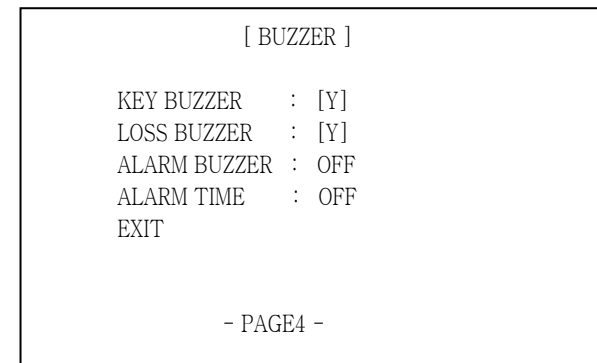 [ BUZZER ]
KEY BUZZER : [Y]
LOSS BUZZER : [Y]
ALARM BUZZER : OFF
ALARM TIME : OFF
EXIT
- PAGE4 -